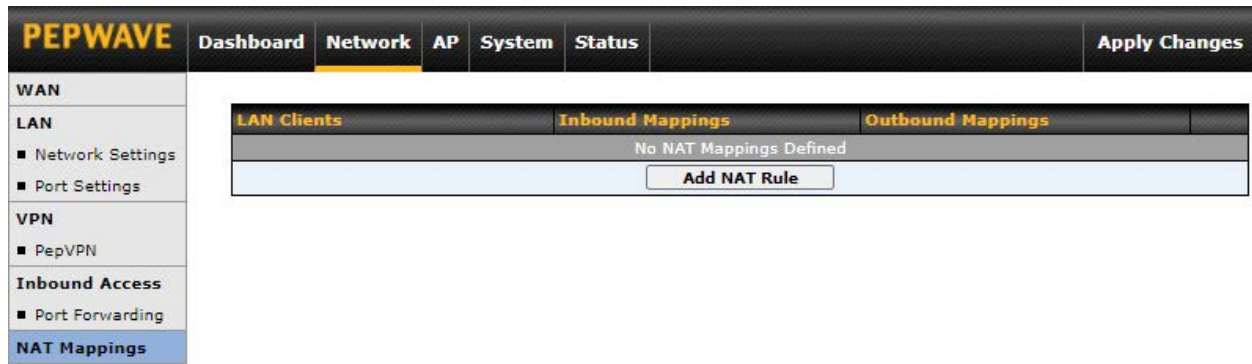 PEPWAVE Dashboard Network AP System Status Apply Changes
WAN
LAN
Network Settings
Port Settings
VPN
PepVPN
Inbound Access
Port Forwarding
NAT Mappings
LAN Clients Inbound Mappings Outbound Mappings
No NAT Mappings Defined
Add NAT Rule